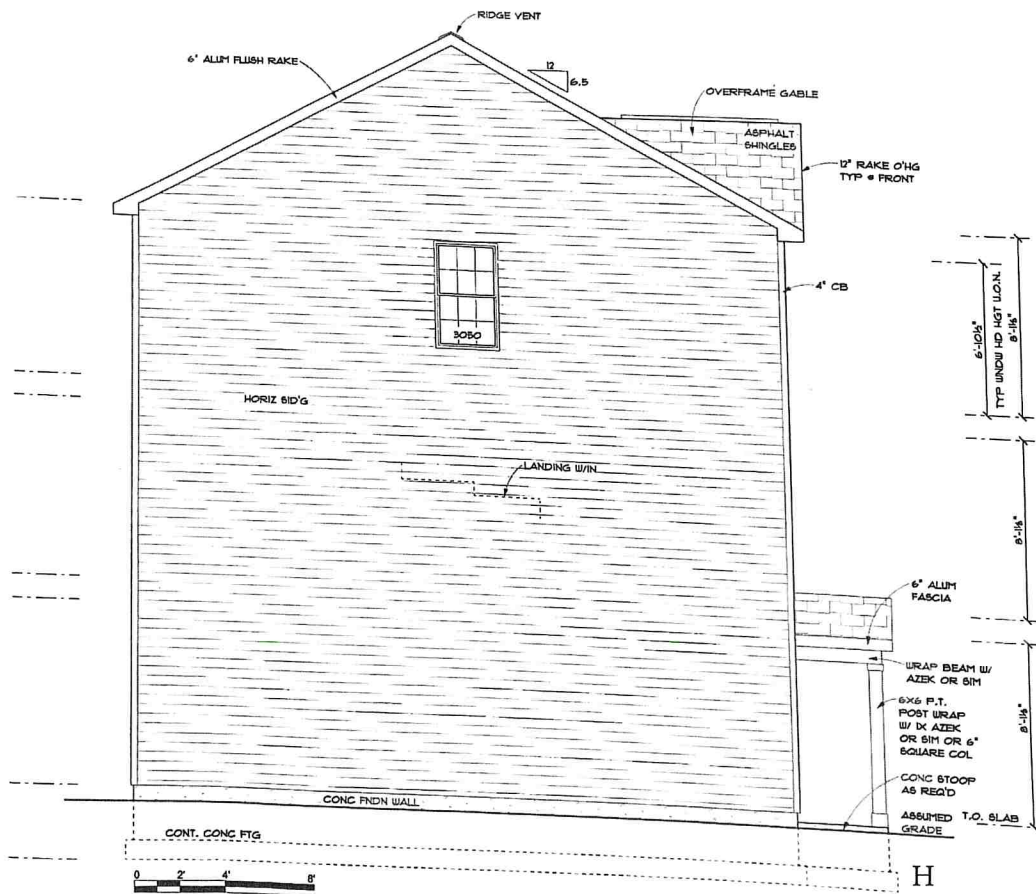 RIDGE VENT
6" ALUM FLUSH RAKE
12
6.5
OVERFRAME GABLE
ASPHALT
SHINGLES
12" RAKE O'HG
TYP @ FRONT
4" CB
3050
6'-10½"
TYP WNDW HD HGT U.O.N.
8'-1⅛"
HORIZ SID'G
LANDING W/IN
8'-1⅛"
6" ALUM
FASCIA
WRAP BEAM W/
AZEK OR SIM
6X6 P.T.
POST WRAP
W/ 1X AZEK
OR SIM OR 6"
SQUARE COL
8'-1⅛"
CONC STOOP
AS REQ'D
CONC FNDN WALL
ASSUMED
GRADE
T.O. SLAB
CONT. CONC FTG
0 2' 4' 8'
H